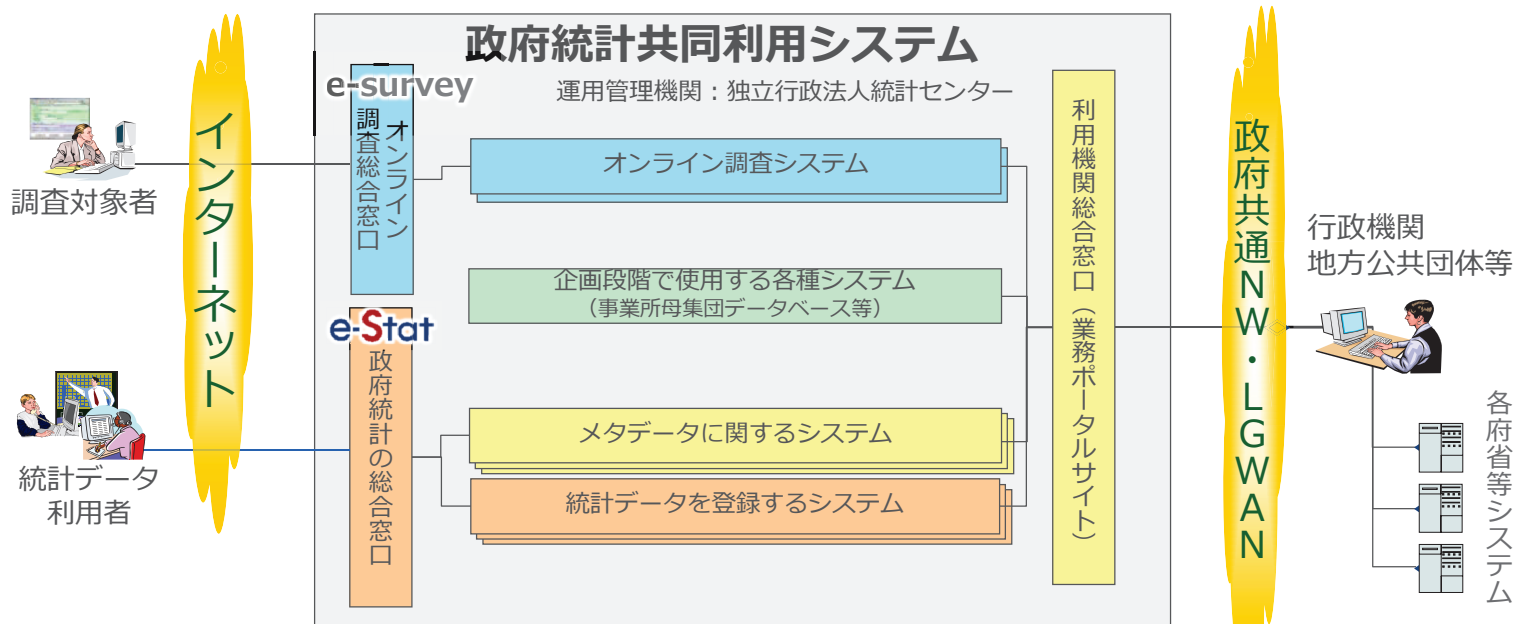 政府統計共同利用システム
運用管理機関：独立行政法人統計センター
調査対象者
統計データ
利用者
インターネット
e-survey
オンライン
調査総合窓口
e-Stat
政府統計の総合窓口
オンライン調査システム
企画段階で使用する各種システム
（事業所母集団データベース等）
メタデータに関するシステム
統計データを登録するシステム
利用機関総合窓口（業務ポータルサイト）
政府共通NW・LGWAN
行政機関
地方公共団体等
各府省等システム